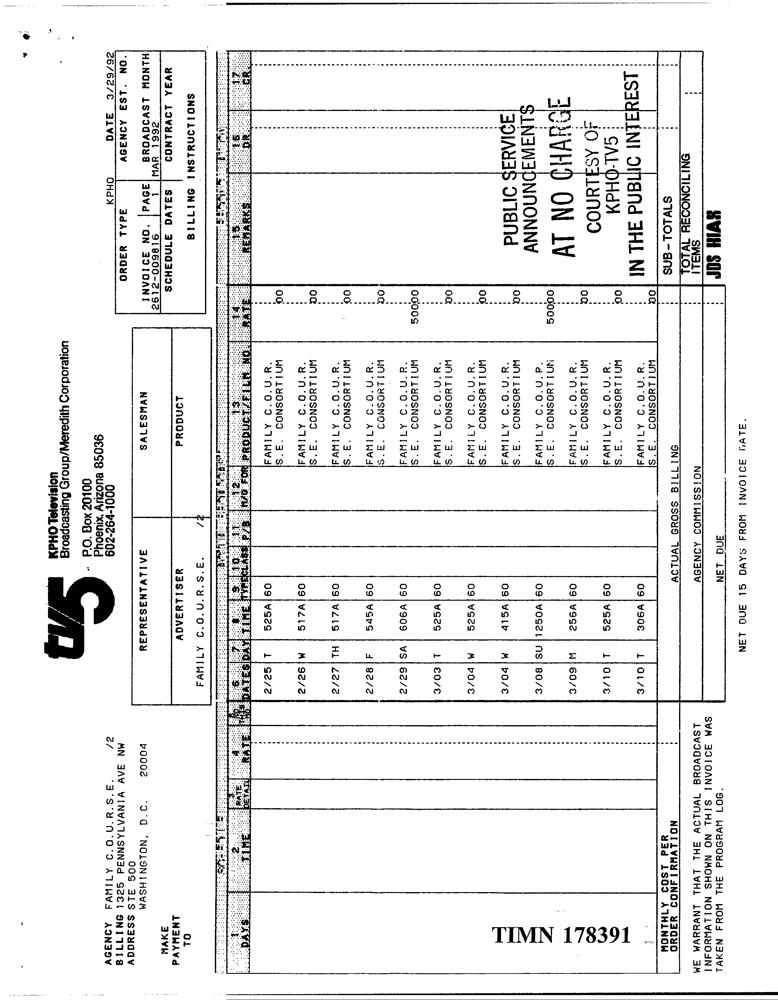 tv5
KPHO Television
Broadcasting Group/Meredith Corporation
P.O. Box 20100
Phoenix, Arizona 85036
602-264-1000
KPHO DATE 3/29/92
ORDER TYPE AGENCY EST. NO.
INVOICE NO. PAGE BROADCAST MONTH
2612-009816 1 MAR 1992
SCHEDULE DATES CONTRACT YEAR
BILLING INSTRUCTIONS
AGENCY FAMILY C.O.U.R.S.E. /2
BILLING 1325 PENNSYLVANIA AVE NW
ADDRESS STE 500
WASHINGTON, D.C. 20004
MAKE
PAYMENT
TO
REPRESENTATIVE SALESMAN
ADVERTISER PRODUCT
FAMILY C.O.U.R.S.E. /2
1 2 3 4 6 7 8 9 10 11 12 13 14 15 16 17
DAYS TIME RATE DETAIL RATE DATES DAY TIME TYPE CLASS P/B M/G FOR PRODUCT/FILM NO. RATE REMARKS DR. CR.
2/25 T 525A 60 FAMILY C.O.U.R. 00
S.E. CONSORTIUM
2/26 W 517A 60 FAMILY C.O.U.R. 00
S.E. CONSORTIUM
2/27 TH 517A 60 FAMILY C.O.U.R. 00
S.E. CONSORTIUM
2/28 F 545A 60 FAMILY C.O.U.R. 00
S.E. CONSORTIUM
2/29 SA 606A 60 FAMILY C.O.U.R. 50000
S.E. CONSORTIUM
3/03 T 525A 60 FAMILY C.O.U.R. 00
S.E. CONSORTIUM
3/04 W 525A 60 FAMILY C.O.U.R. 00
S.E. CONSORTIUM
3/04 W 415A 60 FAMILY C.O.U.R. 00
S.E. CONSORTIUM
3/08 SU 1250A 60 FAMILY C.O.U.R. 50000
S.E. CONSORTIUM
3/09 M 256A 60 FAMILY C.O.U.R. 00
S.E. CONSORTIUM
3/10 T 525A 60 FAMILY C.O.U.R. 00
S.E. CONSORTIUM
3/10 T 306A 60 FAMILY C.O.U.R. 00
S.E. CONSORTIUM
PUBLIC SERVICE
ANNOUNCEMENTS
AT NO CHARGE
COURTESY OF
KPHO-TV5
IN THE PUBLIC INTEREST
TIMN 178391
MONTHLY COST PER
ORDER CONFIRMATION
ACTUAL GROSS BILLING
SUB-TOTALS
AGENCY COMMISSION
TOTAL RECONCILING
ITEMS
NET DUE
JDS HIAS
WE WARRANT THAT THE ACTUAL BROADCAST
INFORMATION SHOWN ON THIS INVOICE WAS
TAKEN FROM THE PROGRAM LOG.
NET DUE 15 DAYS FROM INVOICE DATE.